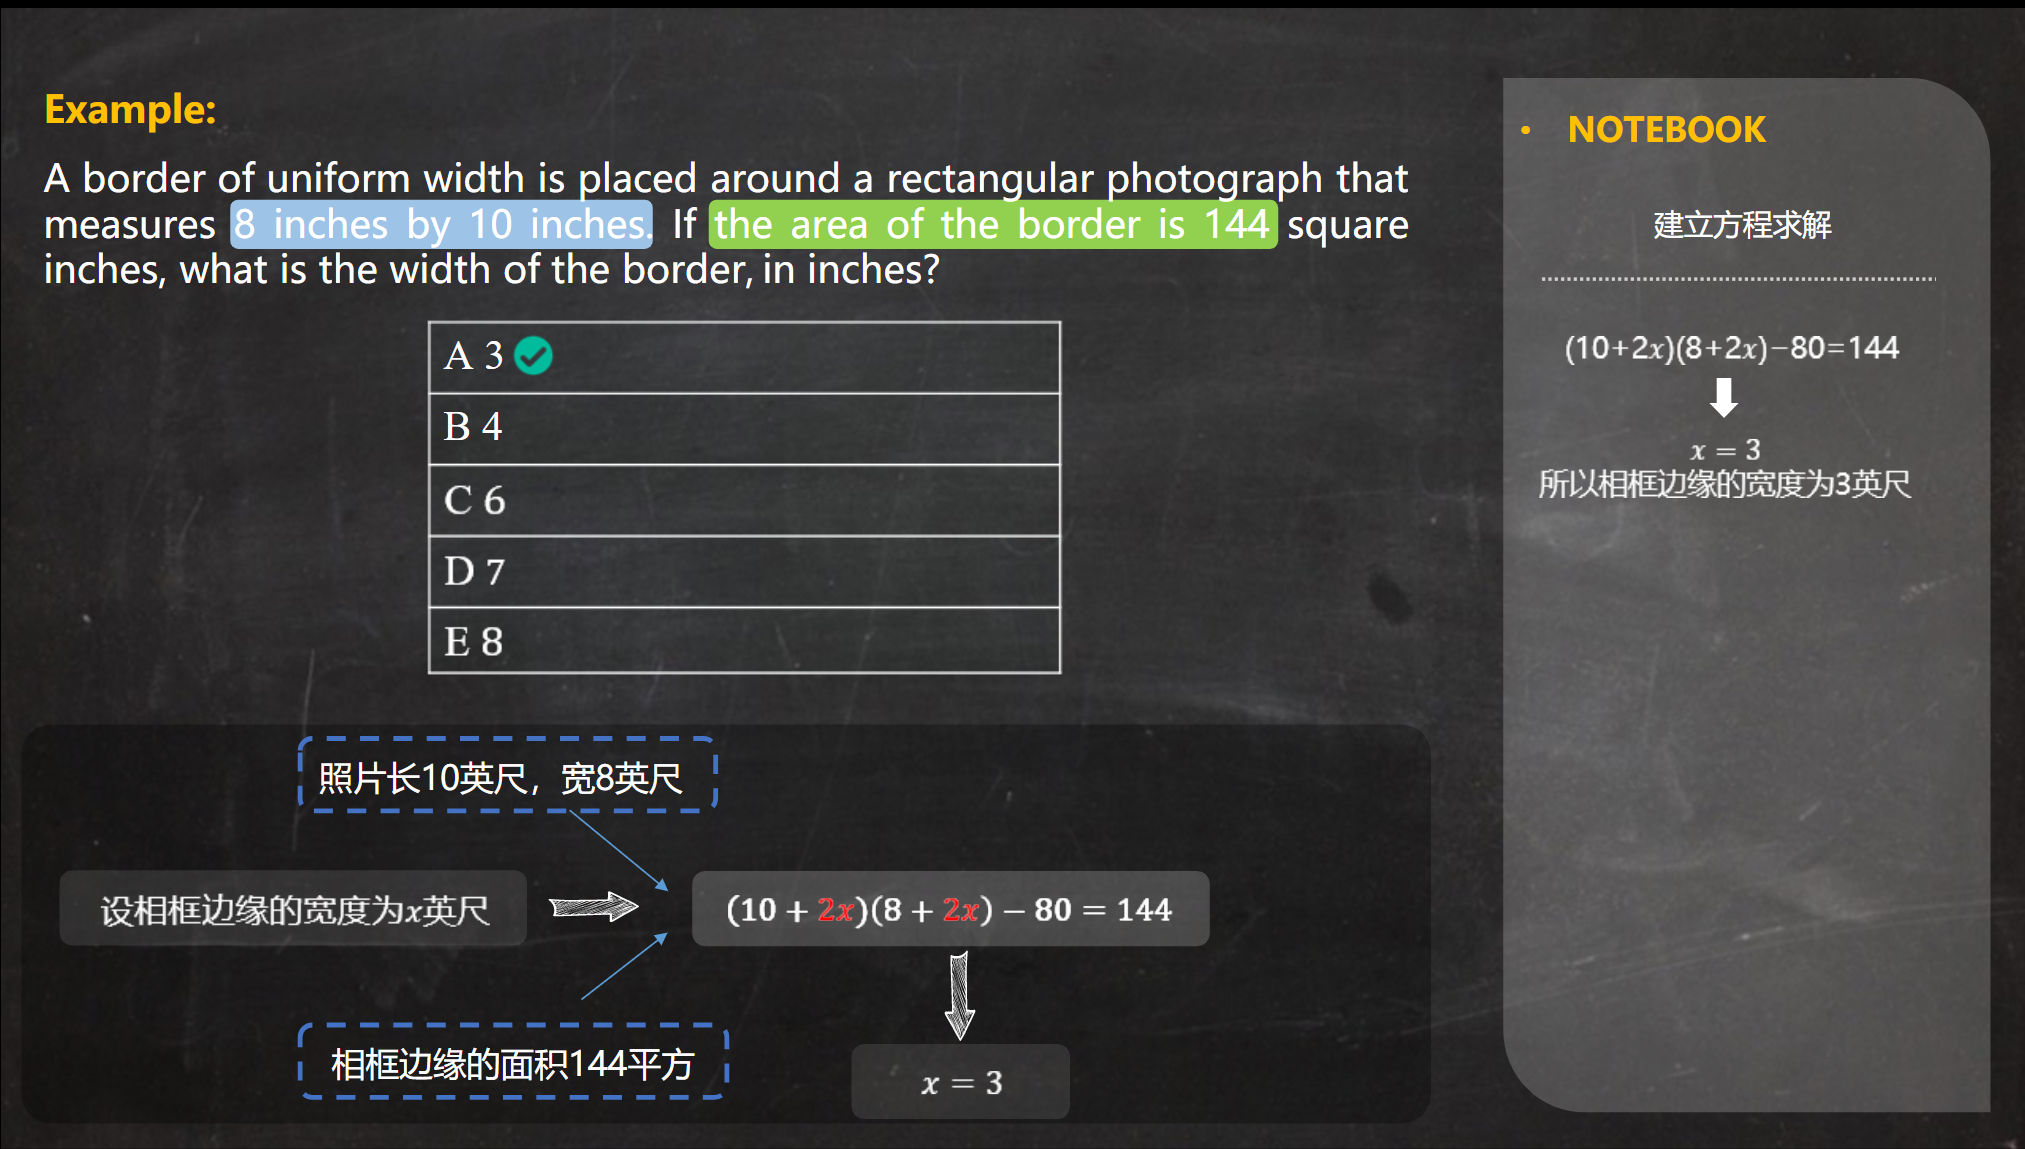 Example:
A border of uniform width is placed around a rectangular photograph that
measures 8 inches by 10 inches. If the area of the border is 144 square
inches, what is the width of the border, in inches?
A 3
B 4
C 6
D 7
E 8
照片长10英尺，宽8英尺
设相框边缘的宽度为x英尺
(10 + 2x)(8 + 2x) − 80 = 144
相框边缘的面积144平方
x = 3
• NOTEBOOK
建立方程求解
(10+2x)(8+2x)−80=144
x = 3
所以相框边缘的宽度为3英尺